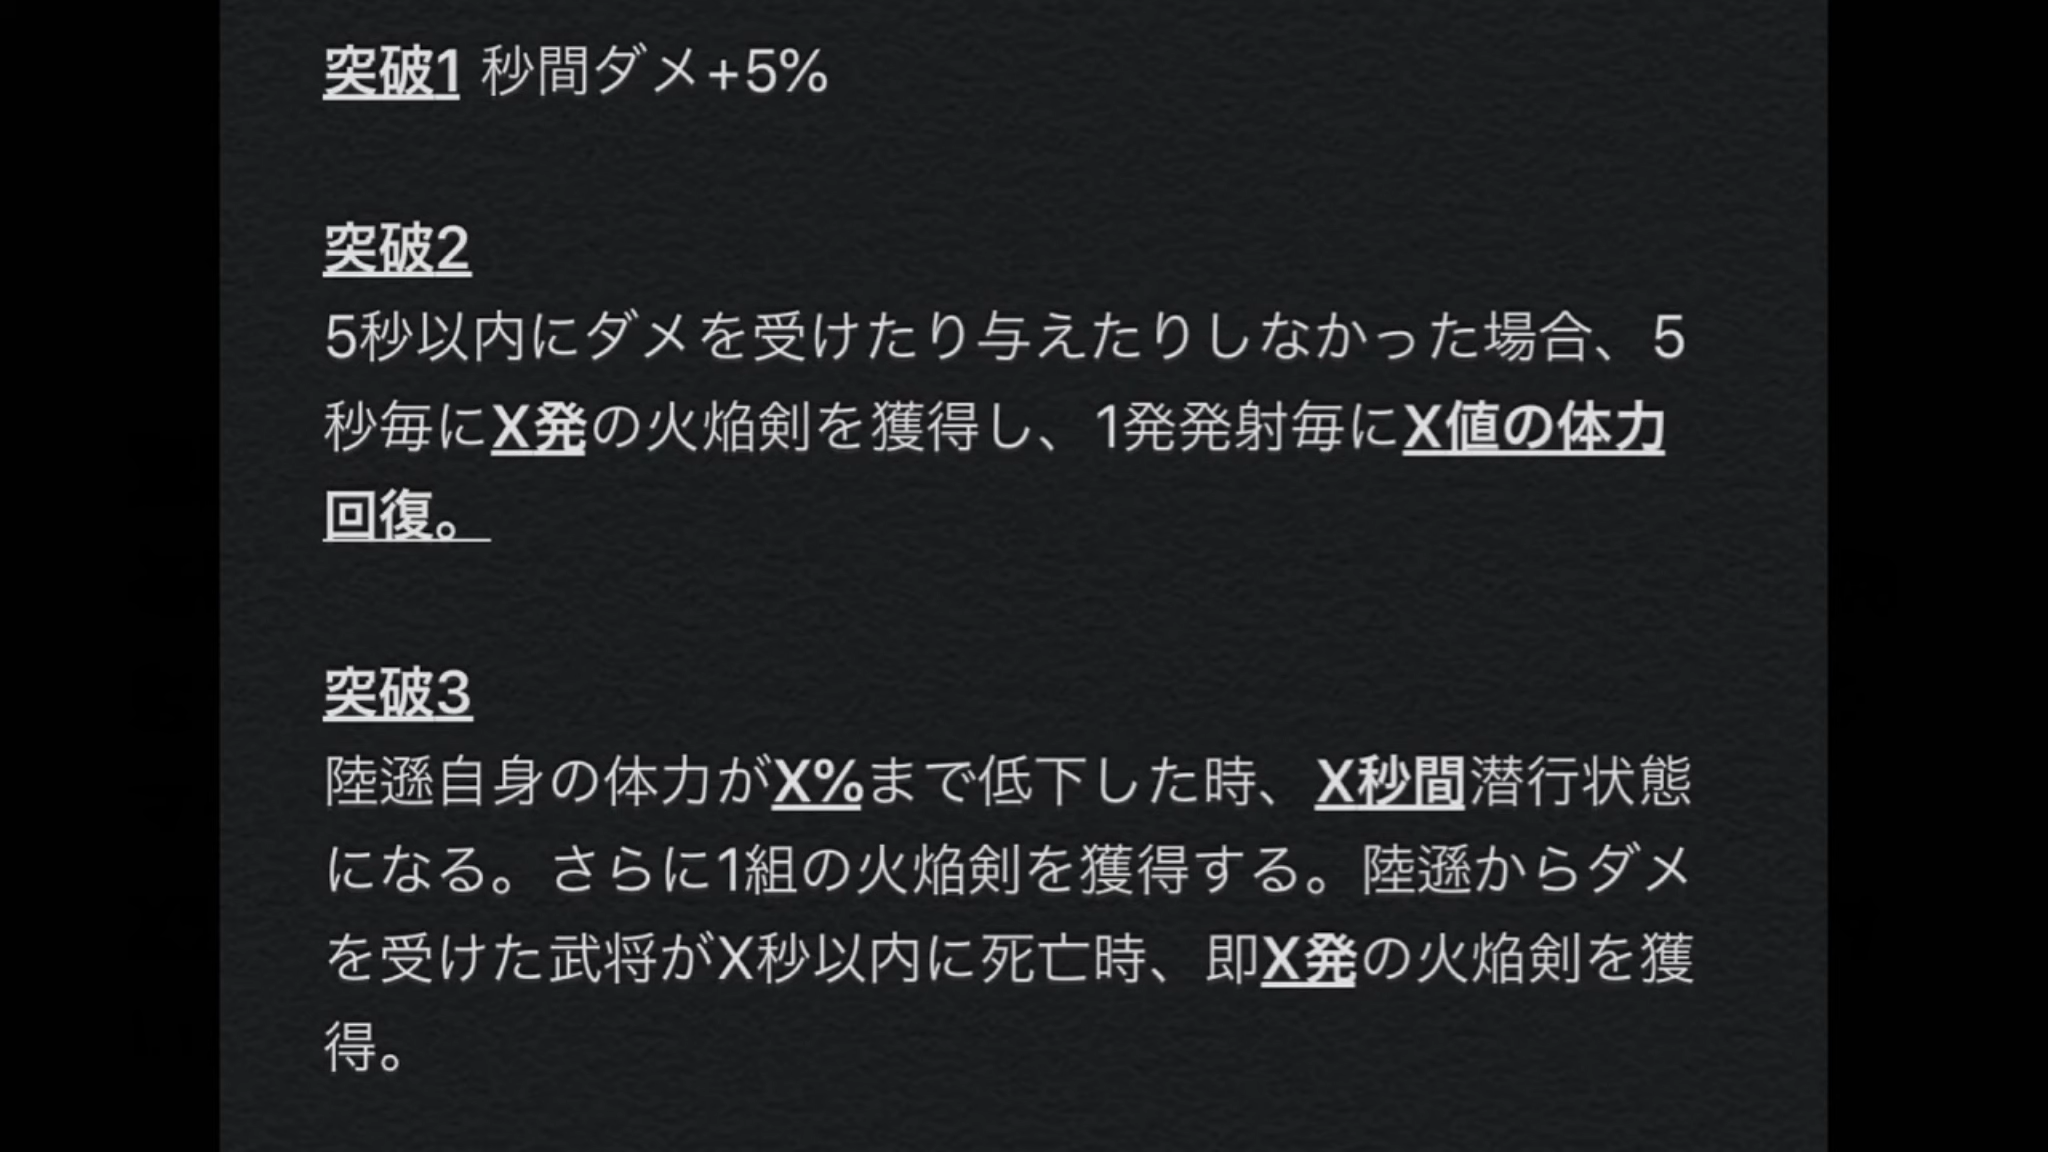 突破1 秒間ダメ+5%
突破2
5秒以内にダメを受けたり与えたりしなかった場合、5
秒毎にX発の火焔剣を獲得し、1発発射毎にX値の体力
回復。
突破3
陸遜自身の体力がX%まで低下した時、X秒間潜行状態
になる。さらに1組の火焔剣を獲得する。陸遜からダメ
を受けた武将がX秒以内に死亡時、即X発の火焔剣を獲
得。